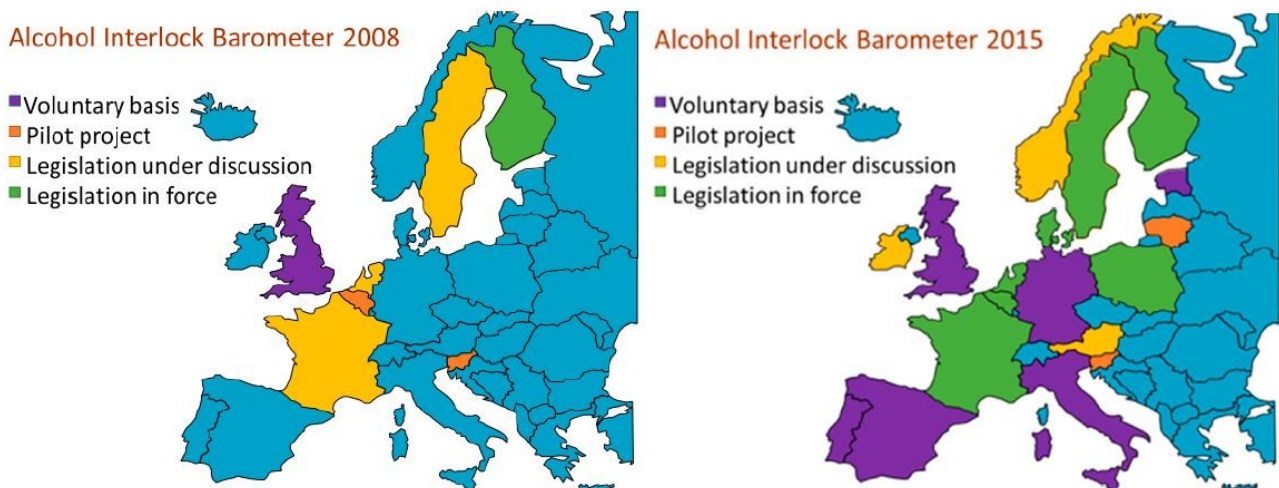 Alcohol Interlock Barometer 2008
Voluntary basis
Pilot project
Legislation under discussion
Legislation in force
Alcohol Interlock Barometer 2015
Voluntary basis
Pilot project
Legislation under discussion
Legislation in force